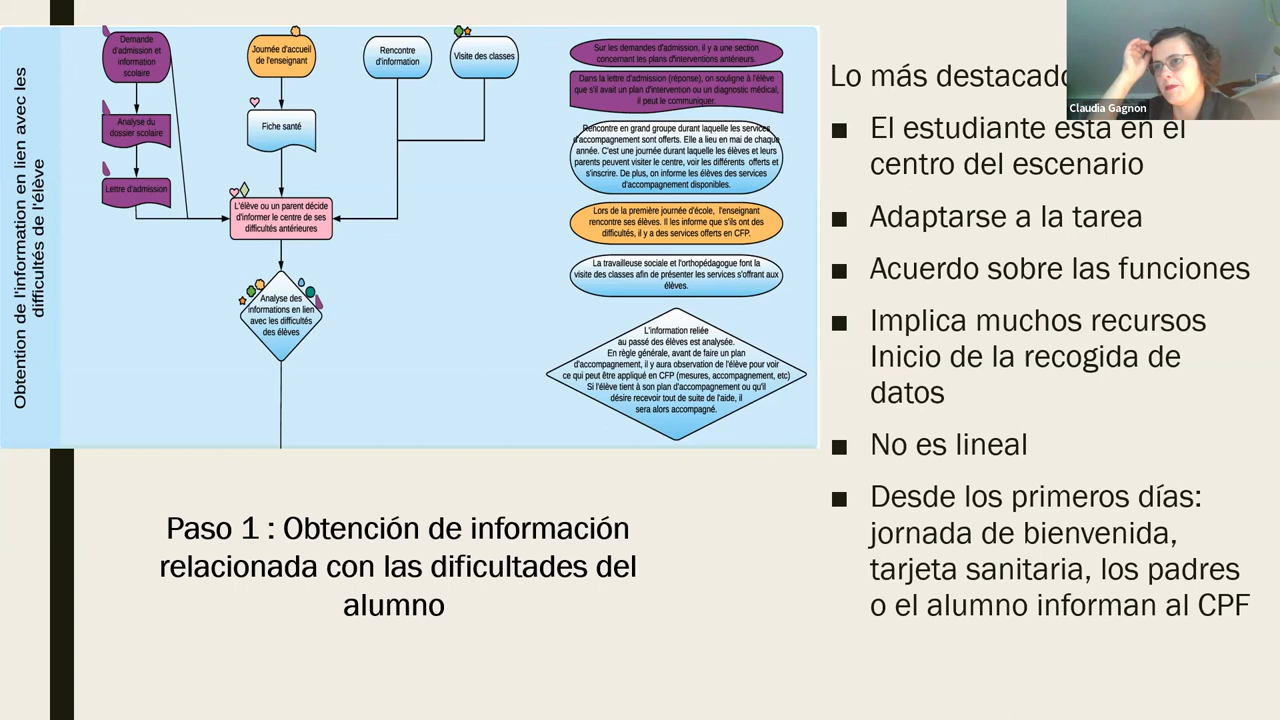 Obtention de l'information en lien avec les
difficultés de l'élève
Demande
d'admission et
information
scolaire
Analyse du
dossier scolaire
Lettre d'admission
Journée d'accueil
de l'enseignant
Fiche santé
Rencontre
d'information
Visite des classes
L'élève ou un parent décide
d'informer le centre de ses
difficultés antérieures
Analyse des
informations en lien
avec les difficultés
des élèves
Sur les demandes d'admission, il y a une section
concernant les plans d'interventions antérieurs.
Dans la lettre d'admission (réponse), on souligne à l'élève
que s'il avait un plan d'intervention ou un diagnostic médical,
il peut le communiquer.
Rencontre en grand groupe durant laquelle les services
d'accompagnement sont offerts. Elle a lieu en mai de chaque
année. C'est une journée durant laquelle les élèves et leurs
parents peuvent visiter le centre, voir les différents offerts et
s'inscrire. De plus, on informe les élèves des services
d'accompagnement disponibles.
Lors de la première journée d'école, l'enseignant
rencontre ses élèves. Il les informe que s'ils ont des
difficultés, il y a des services offerts en CFP.
La travailleuse sociale et l'orthopédagogue font la
visite des classes afin de présenter les services s'offrant aux
élèves.
L'information reliée
au passé des élèves est analysée.
En règle générale, avant de faire un plan
d'accompagnement, il y aura observation de l'élève pour voir
ce qui peut être appliqué en CFP (mesures, accompagnement, etc)
Si l'élève tient à son plan d'accompagnement ou qu'il
désire recevoir tout de suite de l'aide, il
sera alors accompagné.
Paso 1 : Obtención de información
relacionada con las dificultades del
alumno
Lo más destacado
Claudia Gagnon
■ El estudiante está en el
centro del escenario
■ Adaptarse a la tarea
■ Acuerdo sobre las funciones
■ Implica muchos recursos
Inicio de la recogida de
datos
■ No es lineal
■ Desde los primeros días:
jornada de bienvenida,
tarjeta sanitaria, los padres
o el alumno informan al CPF